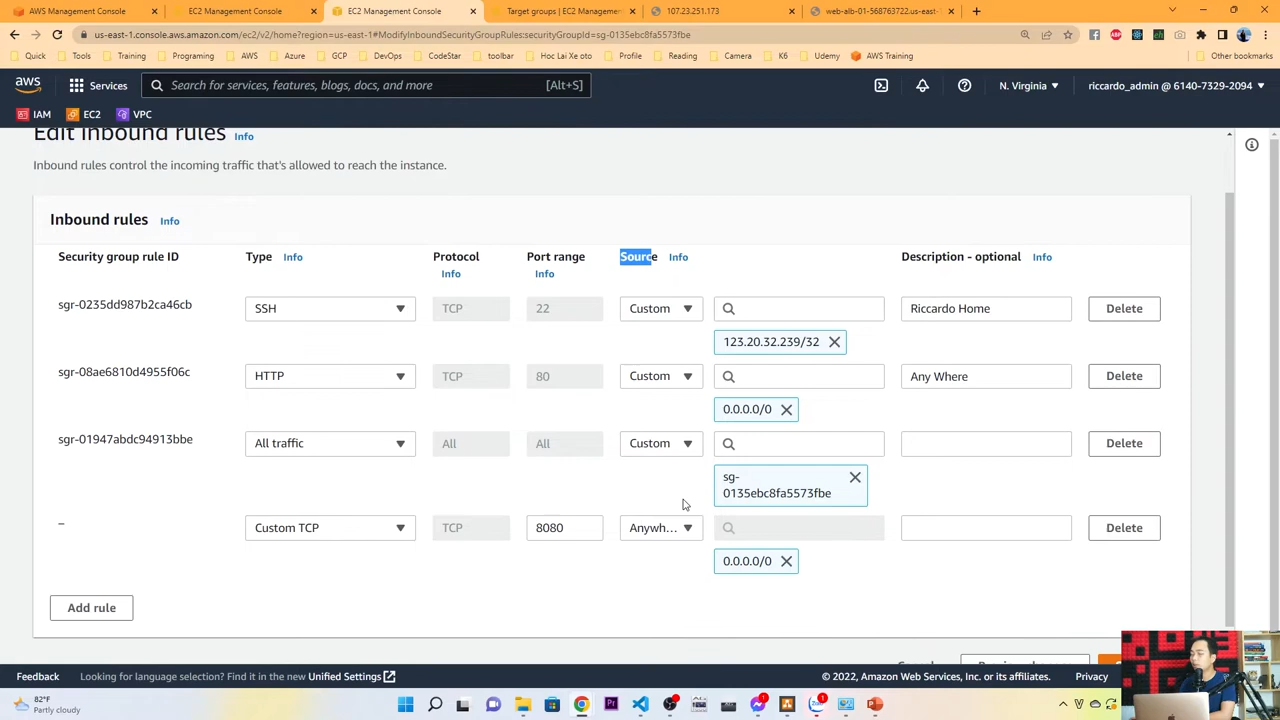 AWS Management Console
EC2 Management Console
EC2 Management Console
Target groups | EC2 Management
107.23.251.173
web-alb-01-568763722.us-east-1
us-east-1.console.aws.amazon.com/ec2/v2/home?region=us-east-1#ModifyInboundSecurityGroupRules:securityGroupId=sg-0135ebc8fa5573fbe
Quick Tools Training Programing AWS Azure GCP DevOps CodeStar toolbar Hoc Lai Xe oto Profile Reading Camera K6 Udemy AWS Training Other bookmarks
aws Services Search for services, features, blogs, docs, and more [Alt+S] N. Virginia riccardo_admin @ 6140-7329-2094
IAM EC2 VPC
Edit inbound rules Info
Inbound rules control the incoming traffic that's allowed to reach the instance.
Inbound rules Info
Security group rule ID Type Info Protocol Info Port range Info Source Info Description - optional Info
sgr-0235dd987b2ca46cb SSH TCP 22 Custom Riccardo Home Delete
123.20.32.239/32
sgr-08ae6810d4955f06c HTTP TCP 80 Custom Any Where Delete
0.0.0.0/0
sgr-01947abdc94913bbe All traffic All All Custom Delete
sg-
0135ebc8fa5573fbe
– Custom TCP TCP 8080 Anywh... Delete
0.0.0.0/0
Add rule
Feedback Looking for language selection? Find it in the new Unified Settings © 2022, Amazon Web Services, Inc. or its affiliates. Privacy
82°F
Partly cloudy